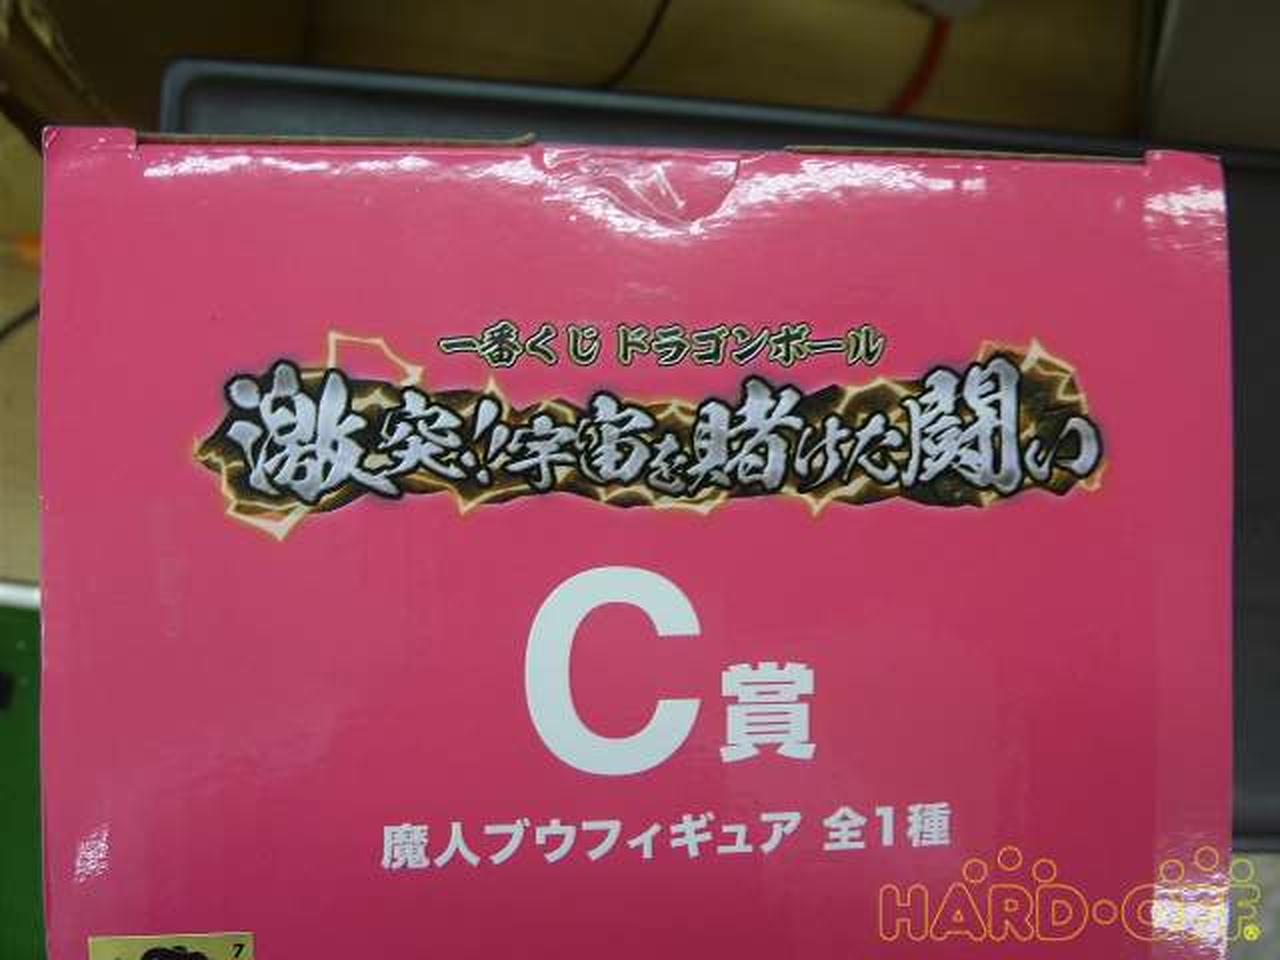 一番くじ ドラゴンボール
激突!!宇宙を賭けた闘い
C賞
魔人ブウフィギュア 全1種
7
HARD・OFF®